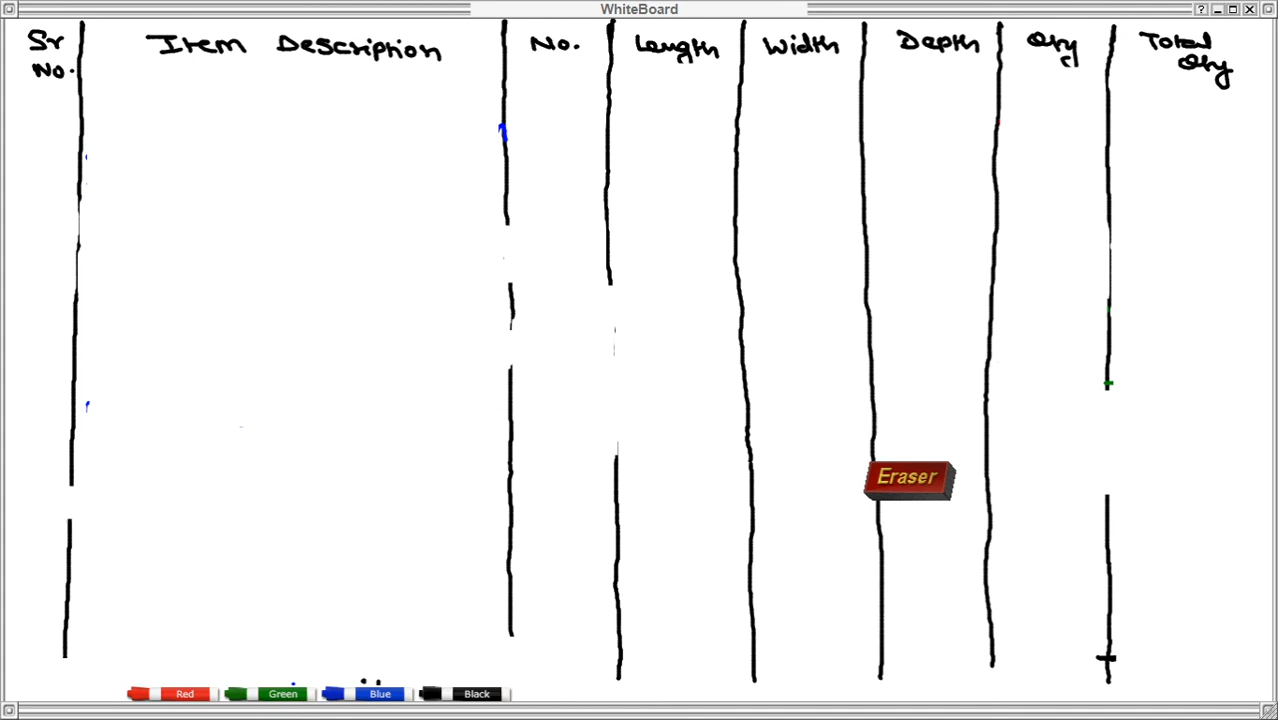 WhiteBoard
Sr No.
Item Description
No.
Length
Width
Depth
Qty
Total Qty
Eraser
Red
Green
Blue
Black